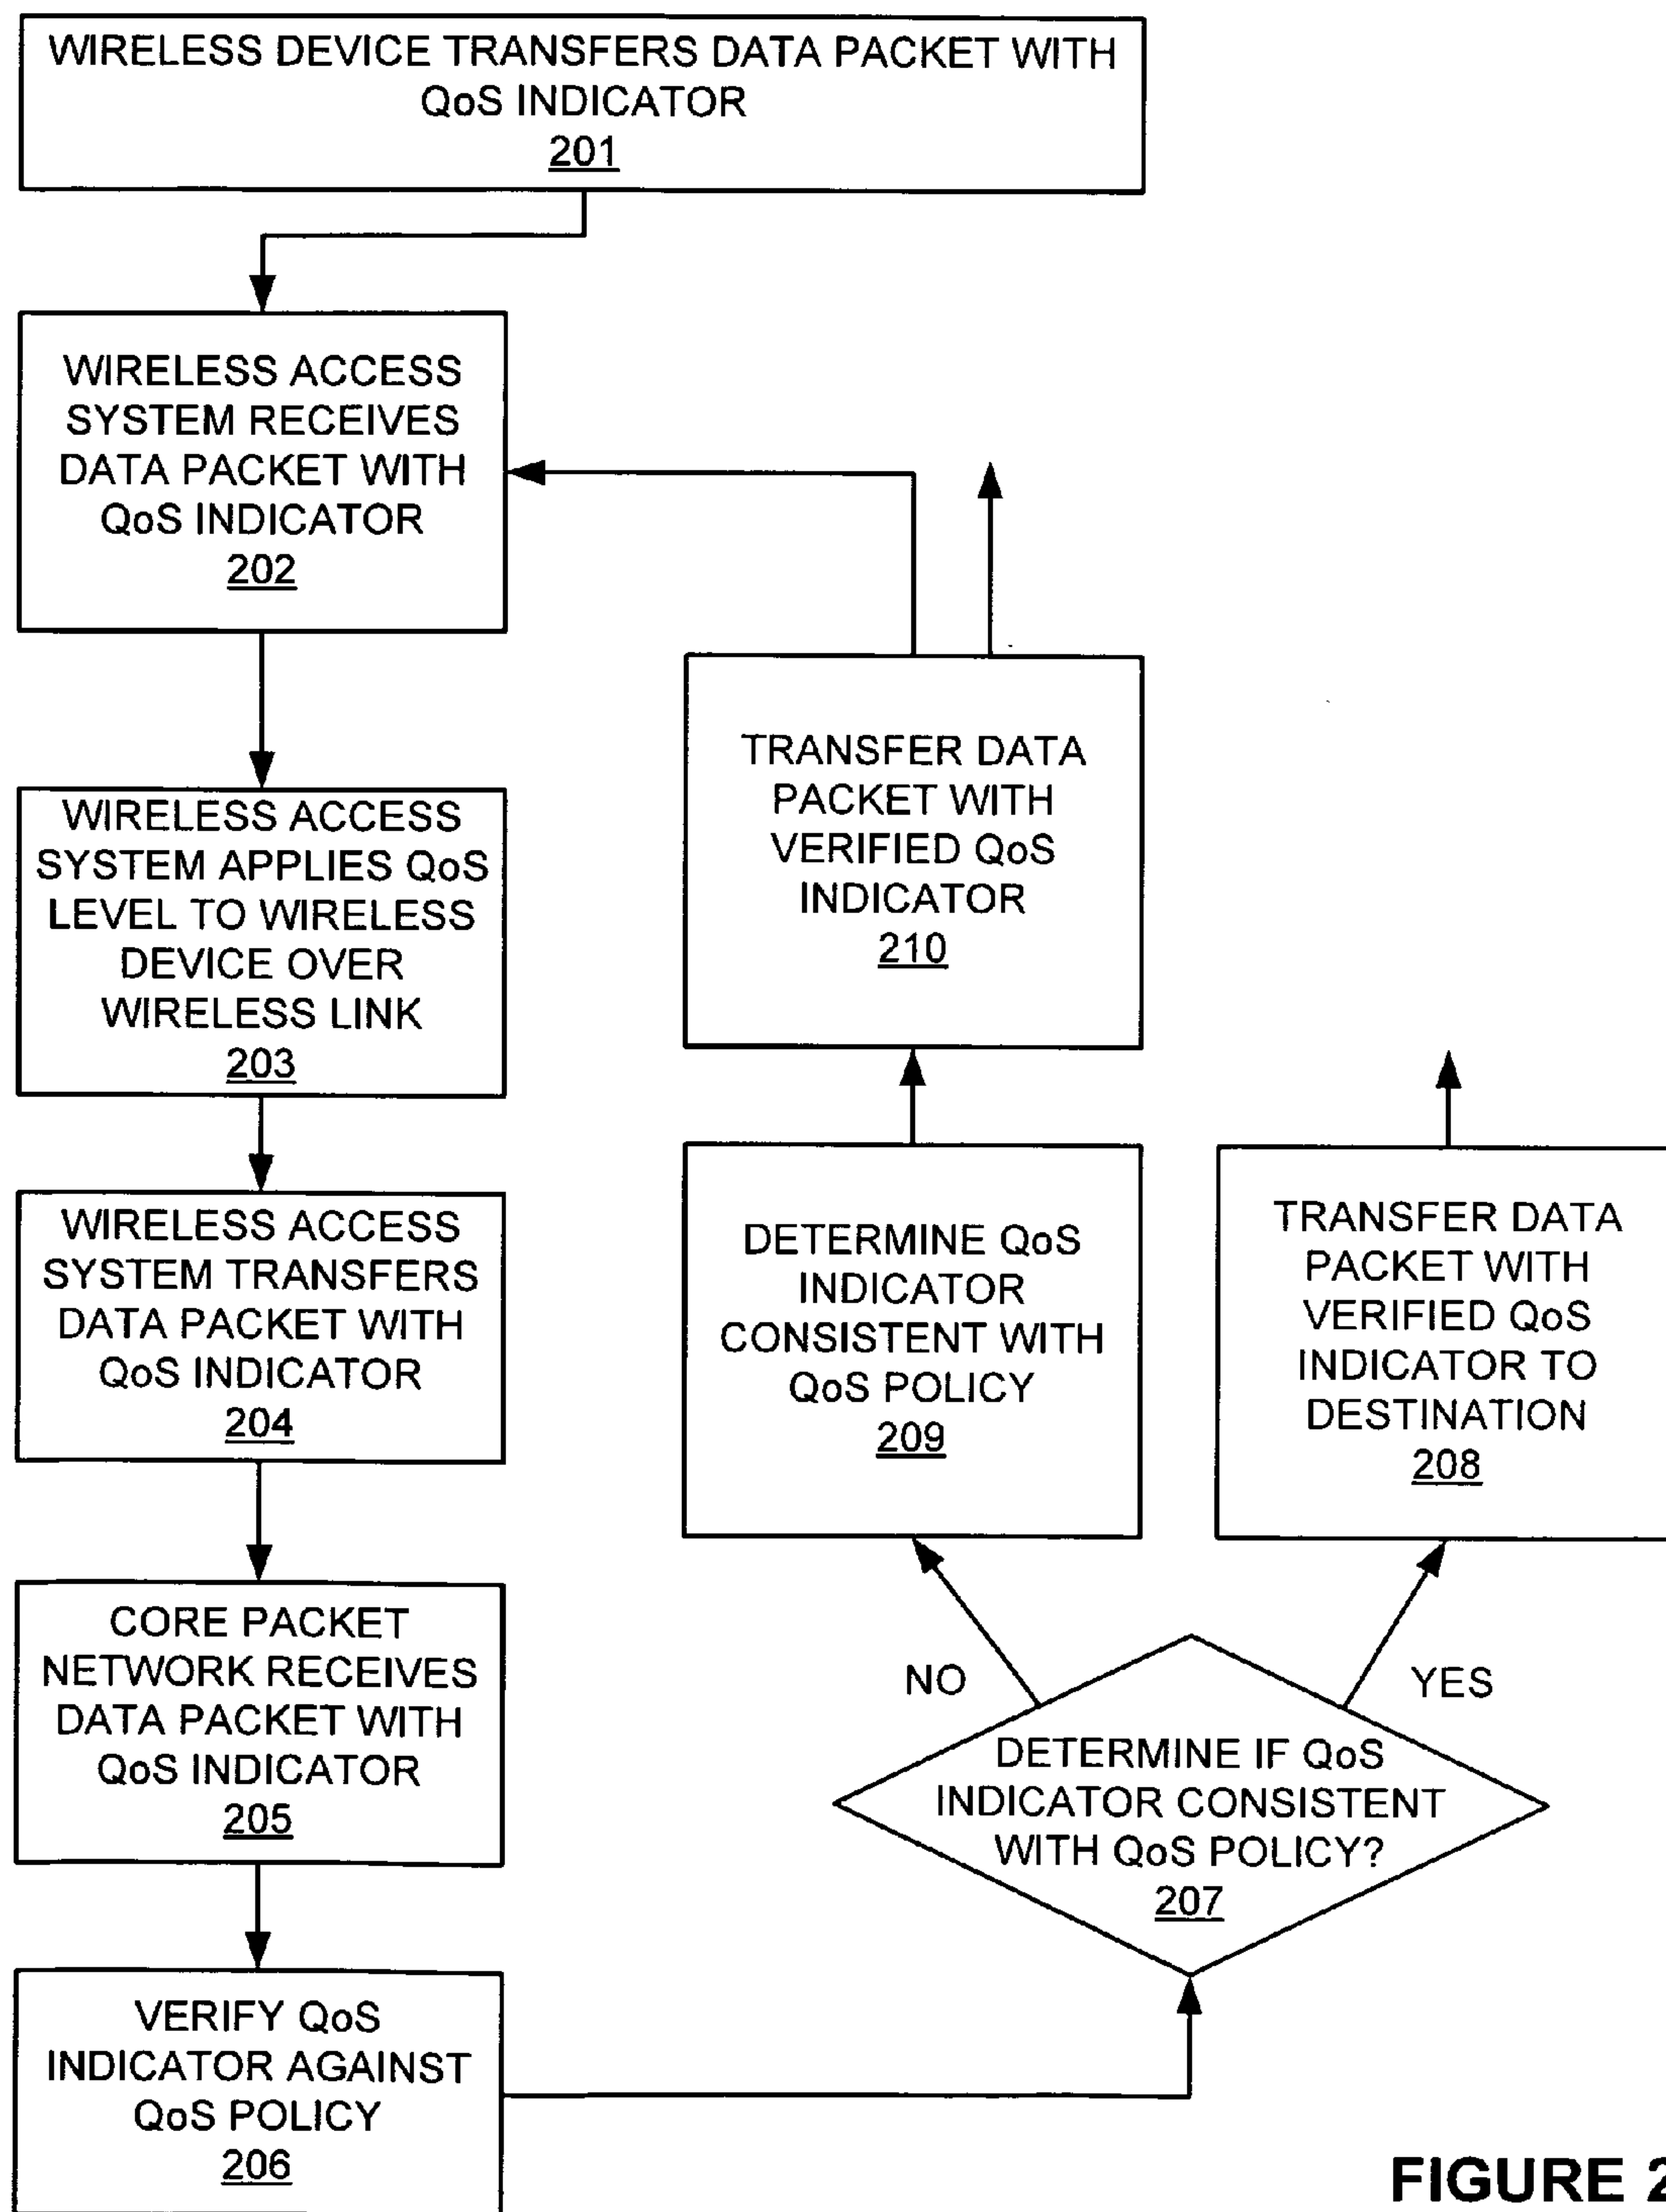 WIRELESS DEVICE TRANSFERS DATA PACKET WITH
QoS INDICATOR
201
WIRELESS ACCESS
SYSTEM RECEIVES
DATA PACKET WITH
QoS INDICATOR
202
WIRELESS ACCESS
SYSTEM APPLIES QoS
LEVEL TO WIRELESS
DEVICE OVER
WIRELESS LINK
203
WIRELESS ACCESS
SYSTEM TRANSFERS
DATA PACKET WITH
QoS INDICATOR
204
CORE PACKET
NETWORK RECEIVES
DATA PACKET WITH
QoS INDICATOR
205
VERIFY QoS
INDICATOR AGAINST
QoS POLICY
206
DETERMINE IF QoS
INDICATOR CONSISTENT
WITH QoS POLICY?
207
NO
YES
TRANSFER DATA
PACKET WITH
VERIFIED QoS
INDICATOR TO
DESTINATION
208
DETERMINE QoS
INDICATOR
CONSISTENT WITH
QoS POLICY
209
TRANSFER DATA
PACKET WITH
VERIFIED QoS
INDICATOR
210
FIGURE 2